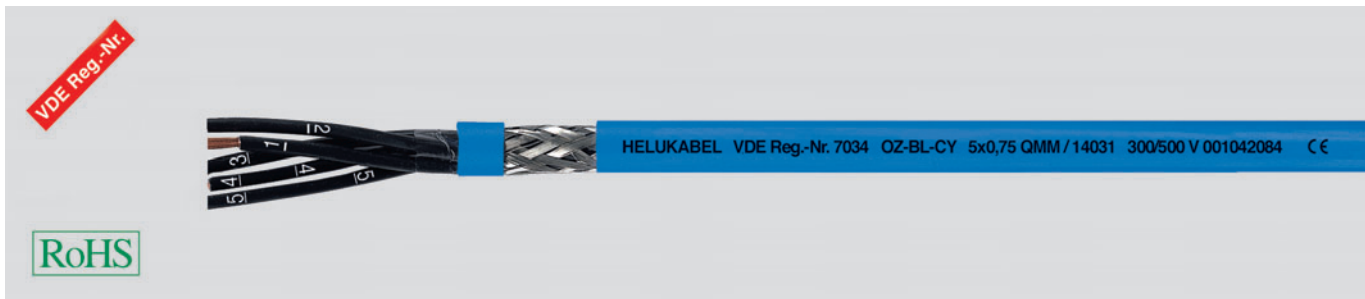 VDE Reg.-Nr.
2
1
3
4
4
5
5
HELUKABEL VDE Reg.-Nr. 7034 OZ-BL-CY 5x0,75 QMM / 14031 300/500 V 001042084 CE
RoHS